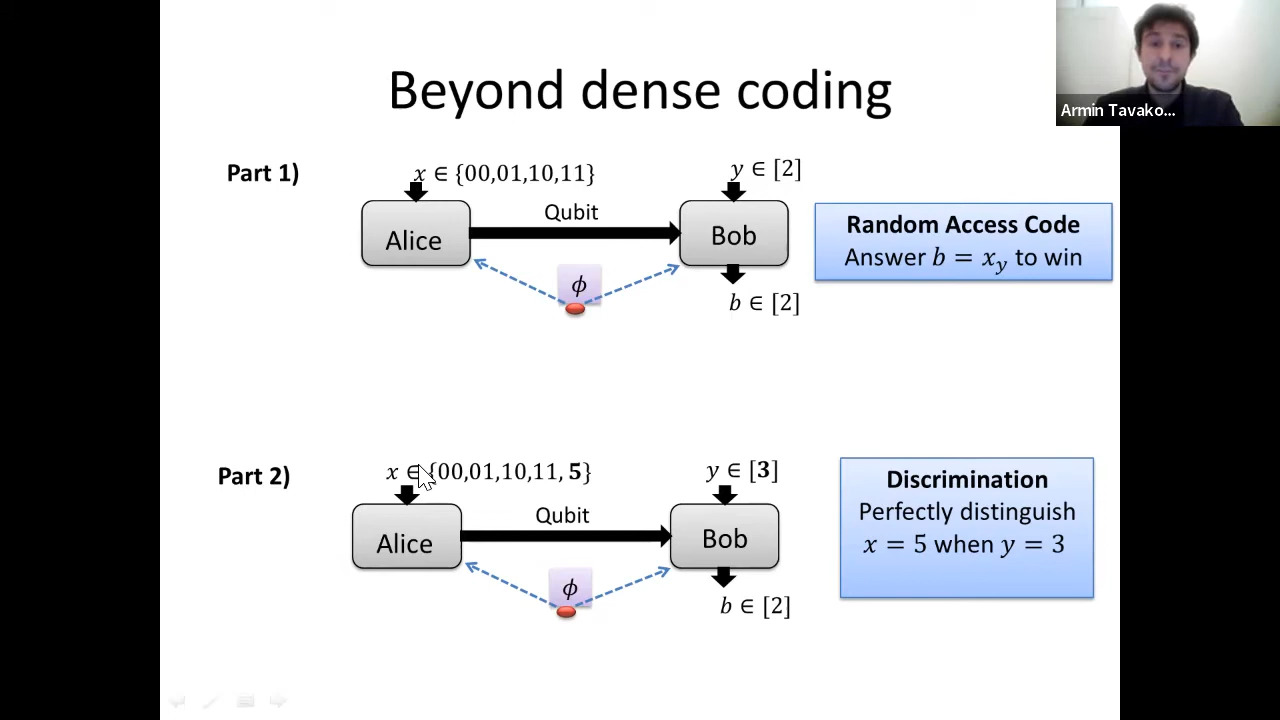 Armin Tavako...
Beyond dense coding
Part 1)
x ∈ {00,01,10,11}
y ∈ [2]
Qubit
Alice
Bob
ϕ
b ∈ [2]
Random Access Code
Answer b = x_y to win
Part 2)
x ∈ {00,01,10,11, 5}
y ∈ [3]
Qubit
Alice
Bob
ϕ
b ∈ [2]
Discrimination
Perfectly distinguish
x = 5 when y = 3